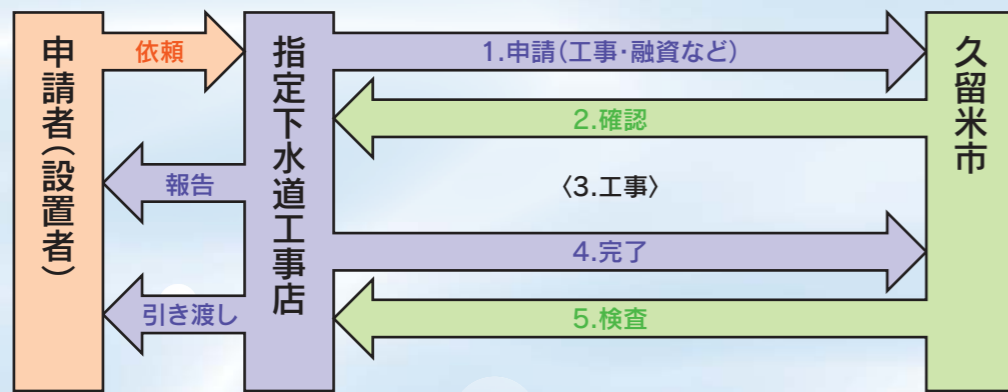 申請者（設置者）
依頼
指定下水道工事店
1.申請（工事・融資など）
久留米市
2.確認
報告
〈3.工事〉
4.完了
引き渡し
5.検査